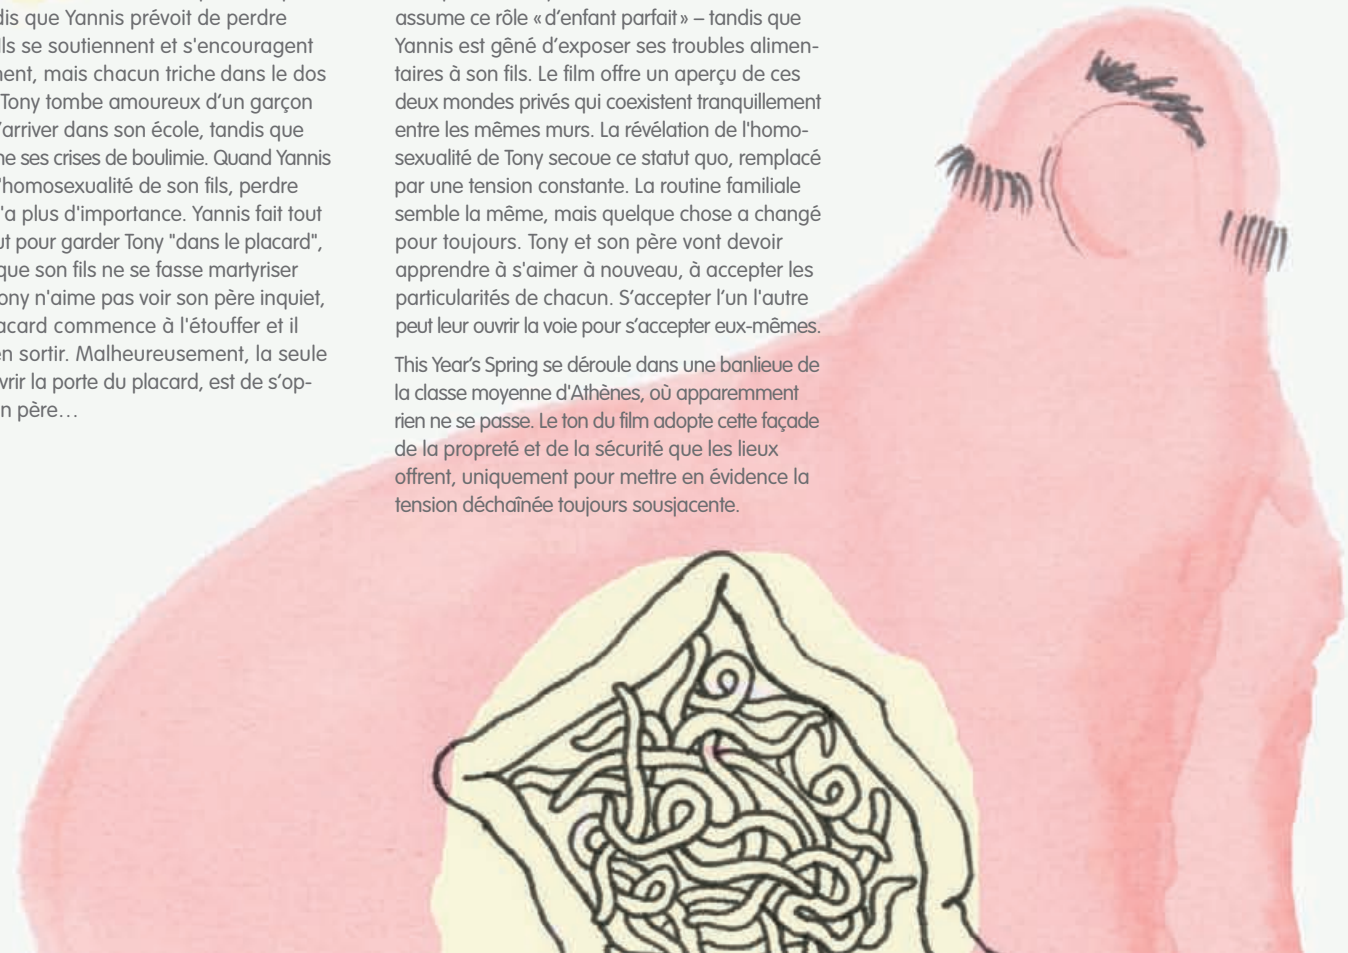 dis que Yannis prévoit de perdre
Ils se soutiennent et s'encouragent
ment, mais chacun triche dans le dos
Tony tombe amoureux d’un garçon
’arriver dans son école, tandis que
ne ses crises de boulimie. Quand Yannis
'homosexualité de son fils, perdre
'a plus d'importance. Yannis fait tout
ut pour garder Tony "dans le placard",
que son fils ne se fasse martyriser
ony n'aime pas voir son père inquiet,
acard commence à l'étouffer et il
en sortir. Malheureusement, la seule
vrir la porte du placard, est de s’op-
n père…
assume ce rôle «d’enfant parfait» – tandis que
Yannis est gêné d’exposer ses troubles alimen-
taires à son fils. Le film offre un aperçu de ces
deux mondes privés qui coexistent tranquillement
entre les mêmes murs. La révélation de l'homo-
sexualité de Tony secoue ce statut quo, remplacé
par une tension constante. La routine familiale
semble la même, mais quelque chose a changé
pour toujours. Tony et son père vont devoir
apprendre à s'aimer à nouveau, à accepter les
particularités de chacun. S’accepter l’un l'autre
peut leur ouvrir la voie pour s’accepter eux-mêmes.
This Year’s Spring se déroule dans une banlieue de
la classe moyenne d'Athènes, où apparemment
rien ne se passe. Le ton du film adopte cette façade
de la propreté et de la sécurité que les lieux
offrent, uniquement pour mettre en évidence la
tension déchaînée toujours sousjacente.